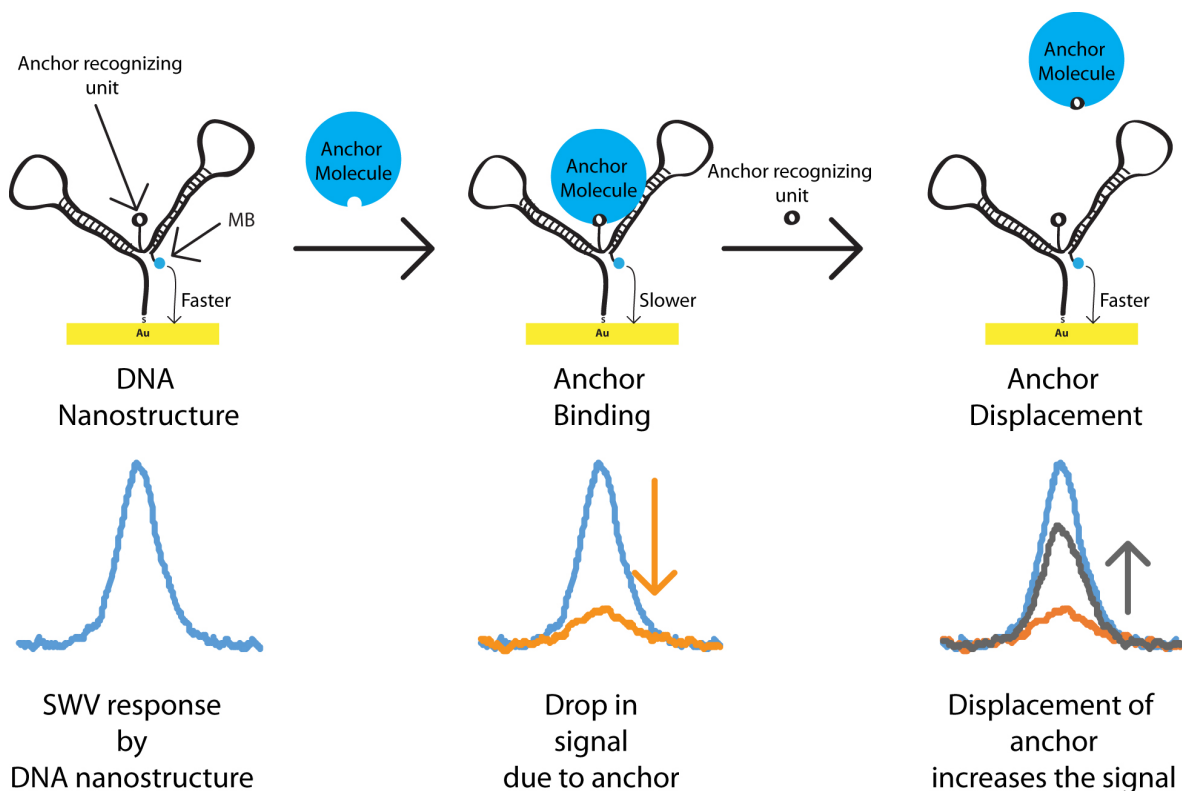 Anchor recognizing
unit
MB
Faster
s
Au
DNA
Nanostructure
Anchor
Molecule
Anchor
Molecule
Slower
s
Au
Anchor
Binding
Anchor recognizing
unit
Anchor
Molecule
Faster
s
Au
Anchor
Displacement
SWV response
by
DNA nanostructure
Drop in
signal
due to anchor
Displacement of
anchor
increases the signal